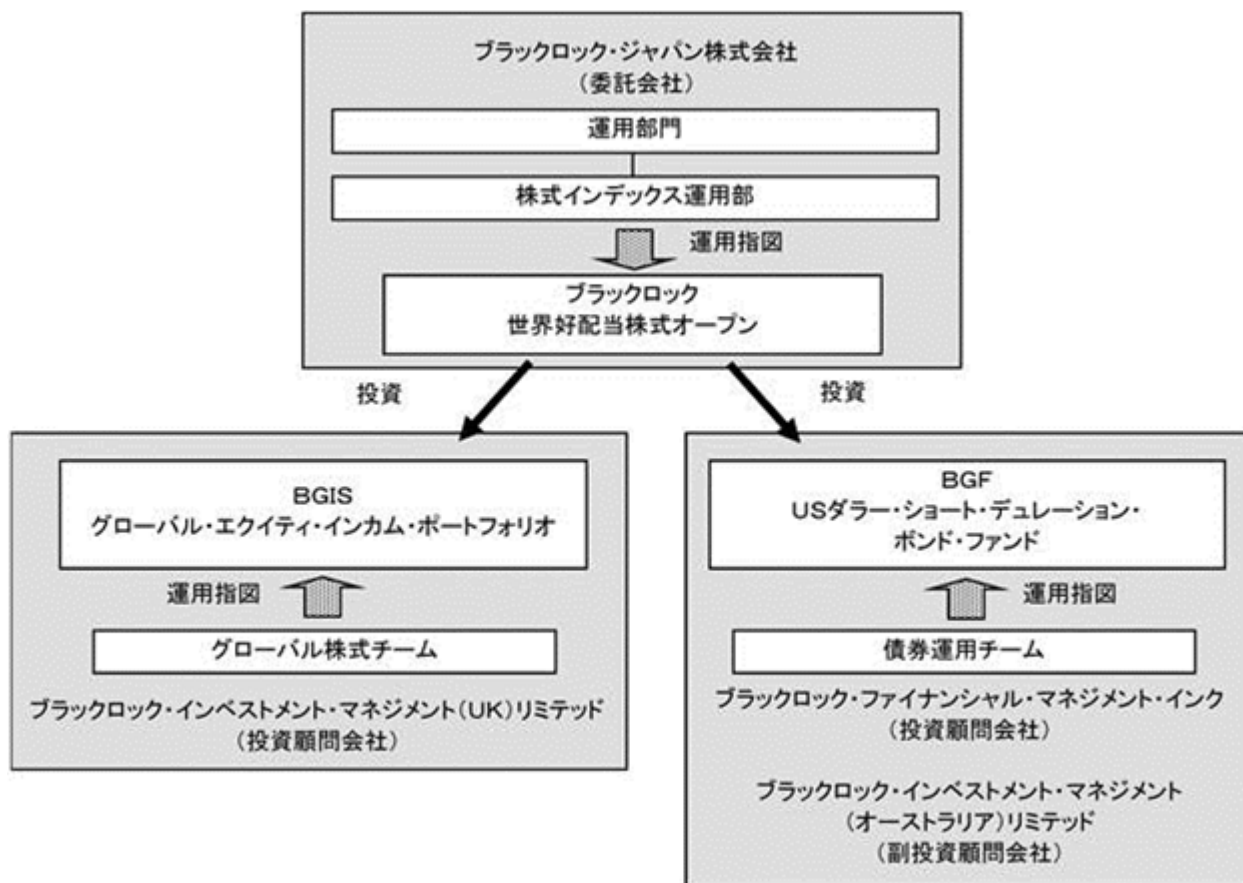 ブラックロック・ジャパン株式会社
（委託会社）
運用部門
株式インデックス運用部
運用指図
ブラックロック
世界好配当株式オープン
投資
投資
BGIS
グローバル・エクイティ・インカム・ポートフォリオ
運用指図
グローバル株式チーム
ブラックロック・インベストメント・マネジメント（UK）リミテッド
（投資顧問会社）
BGF
USダラー・ショート・デュレーション・
ボンド・ファンド
運用指図
債券運用チーム
ブラックロック・ファイナンシャル・マネジメント・インク
（投資顧問会社）
ブラックロック・インベストメント・マネジメント
（オーストラリア）リミテッド
（副投資顧問会社）